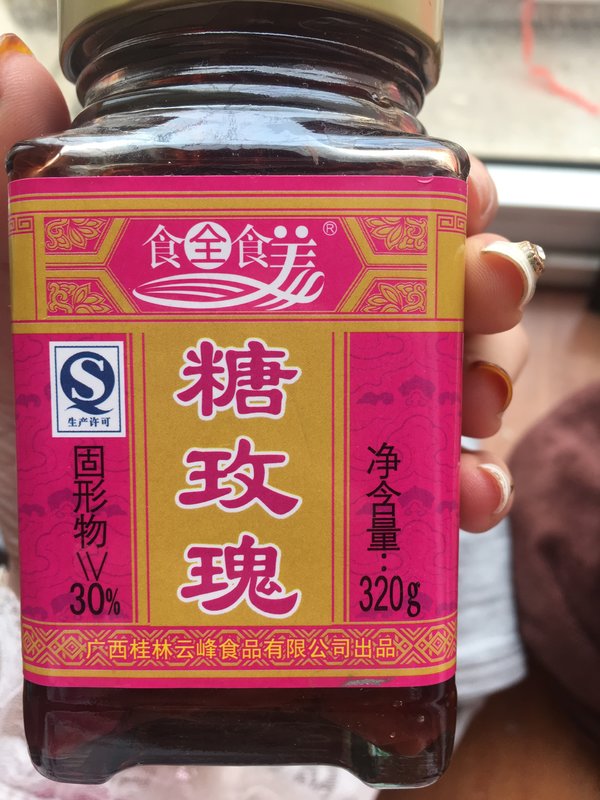 食全食美®
糖玫瑰
生产许可
固形物≥30%
净含量:320g
广西桂林云峰食品有限公司出品